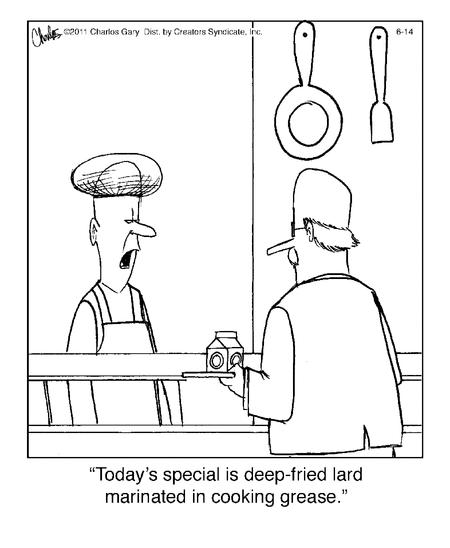 Charles ©2011 Charlos Gary Dist. by Creators Syndicate, Inc. 6-14
“Today’s special is deep-fried lard
marinated in cooking grease.”